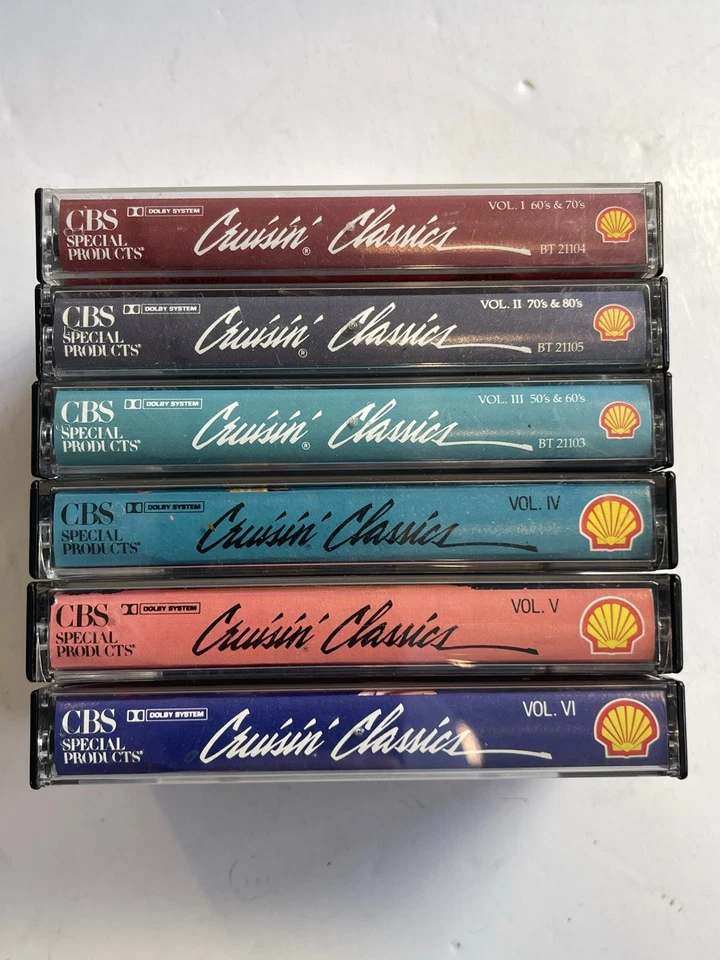 CBS
SPECIAL
PRODUCTS®
DOLBY SYSTEM
Cruisin' Classics
®
VOL. I 60's & 70's
BT 21104
CBS
SPECIAL
PRODUCTS®
DOLBY SYSTEM
Cruisin' Classics
®
VOL. II 70's & 80's
BT 21105
CBS
SPECIAL
PRODUCTS®
DOLBY SYSTEM
Cruisin' Classics
®
VOL. III 50's & 60's
BT 21103
CBS
SPECIAL
PRODUCTS®
DOLBY SYSTEM
Cruisin' Classics
VOL. IV
CBS
SPECIAL
PRODUCTS®
DOLBY SYSTEM
Cruisin' Classics
VOL. V
CBS
SPECIAL
PRODUCTS®
DOLBY SYSTEM
Cruisin' Classics
VOL. VI